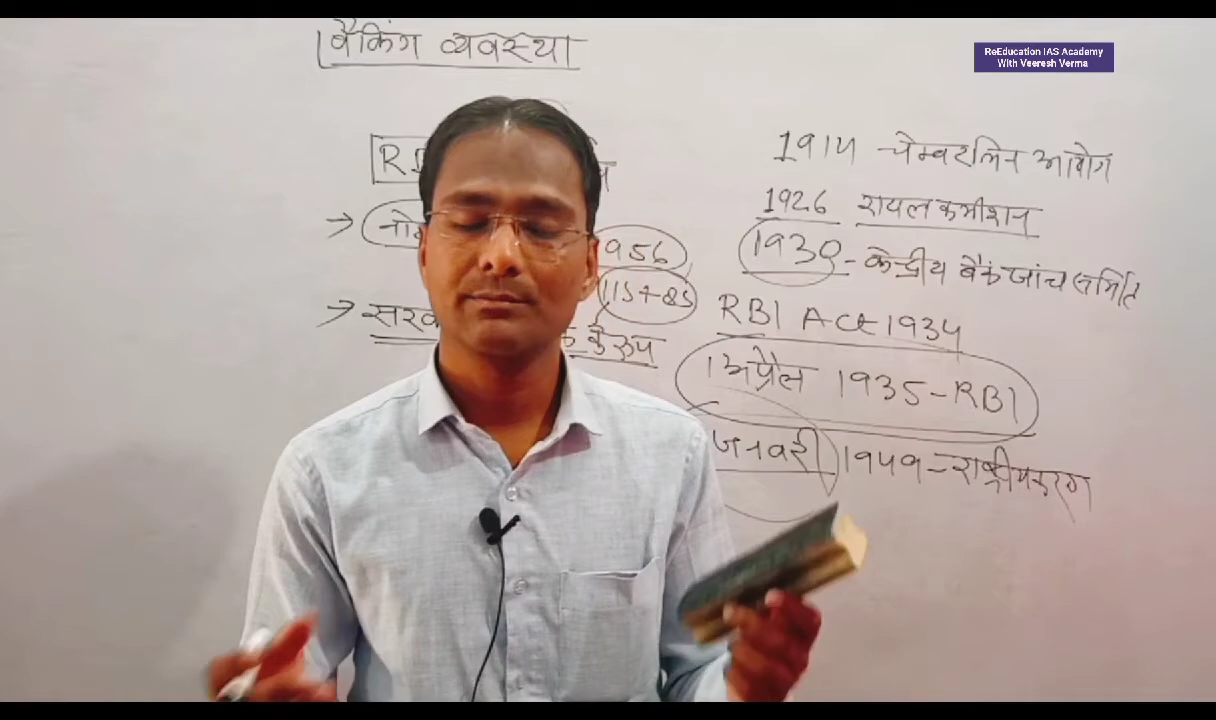 बैकिंग व्यवस्था
ReEducation IAS Academy
With Veeresh Verma
1914 - चेम्बरलिन आयोग
1926 रायल कमीशन
1956
1930 - केन्द्रीय बैंक जांच समिति
115+85
RBI Act 1934
के रूप
1 अप्रैल 1935-RBI
जनवरी 1949-राष्ट्रीयकरण